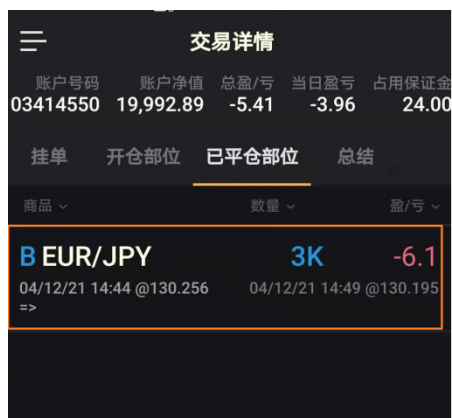 交易详情
账户号码 账户净值 总盈/亏 当日盈亏 占用保证金
03414550 19,992.89 -5.41 -3.96 24.00
挂单 开仓部位 已平仓部位 总结
商品 数量 盈/亏
B EUR/JPY 3K -6.1
04/12/21 14:44 @130.256 04/12/21 14:49 @130.195
=>